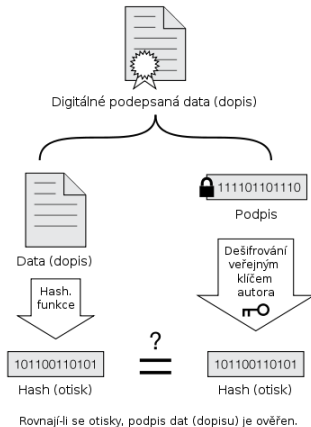 Digitálné podepsaná data (dopis)
111101101110
Podpis
Data (dopis)
Hash.
funkce
Dešifrování
veřejným
klíčem
autora
?
=
101100110101
Hash (otisk)
101100110101
Hash (otisk)
Rovnají-li se otisky, podpis dat (dopisu) je ověřen.